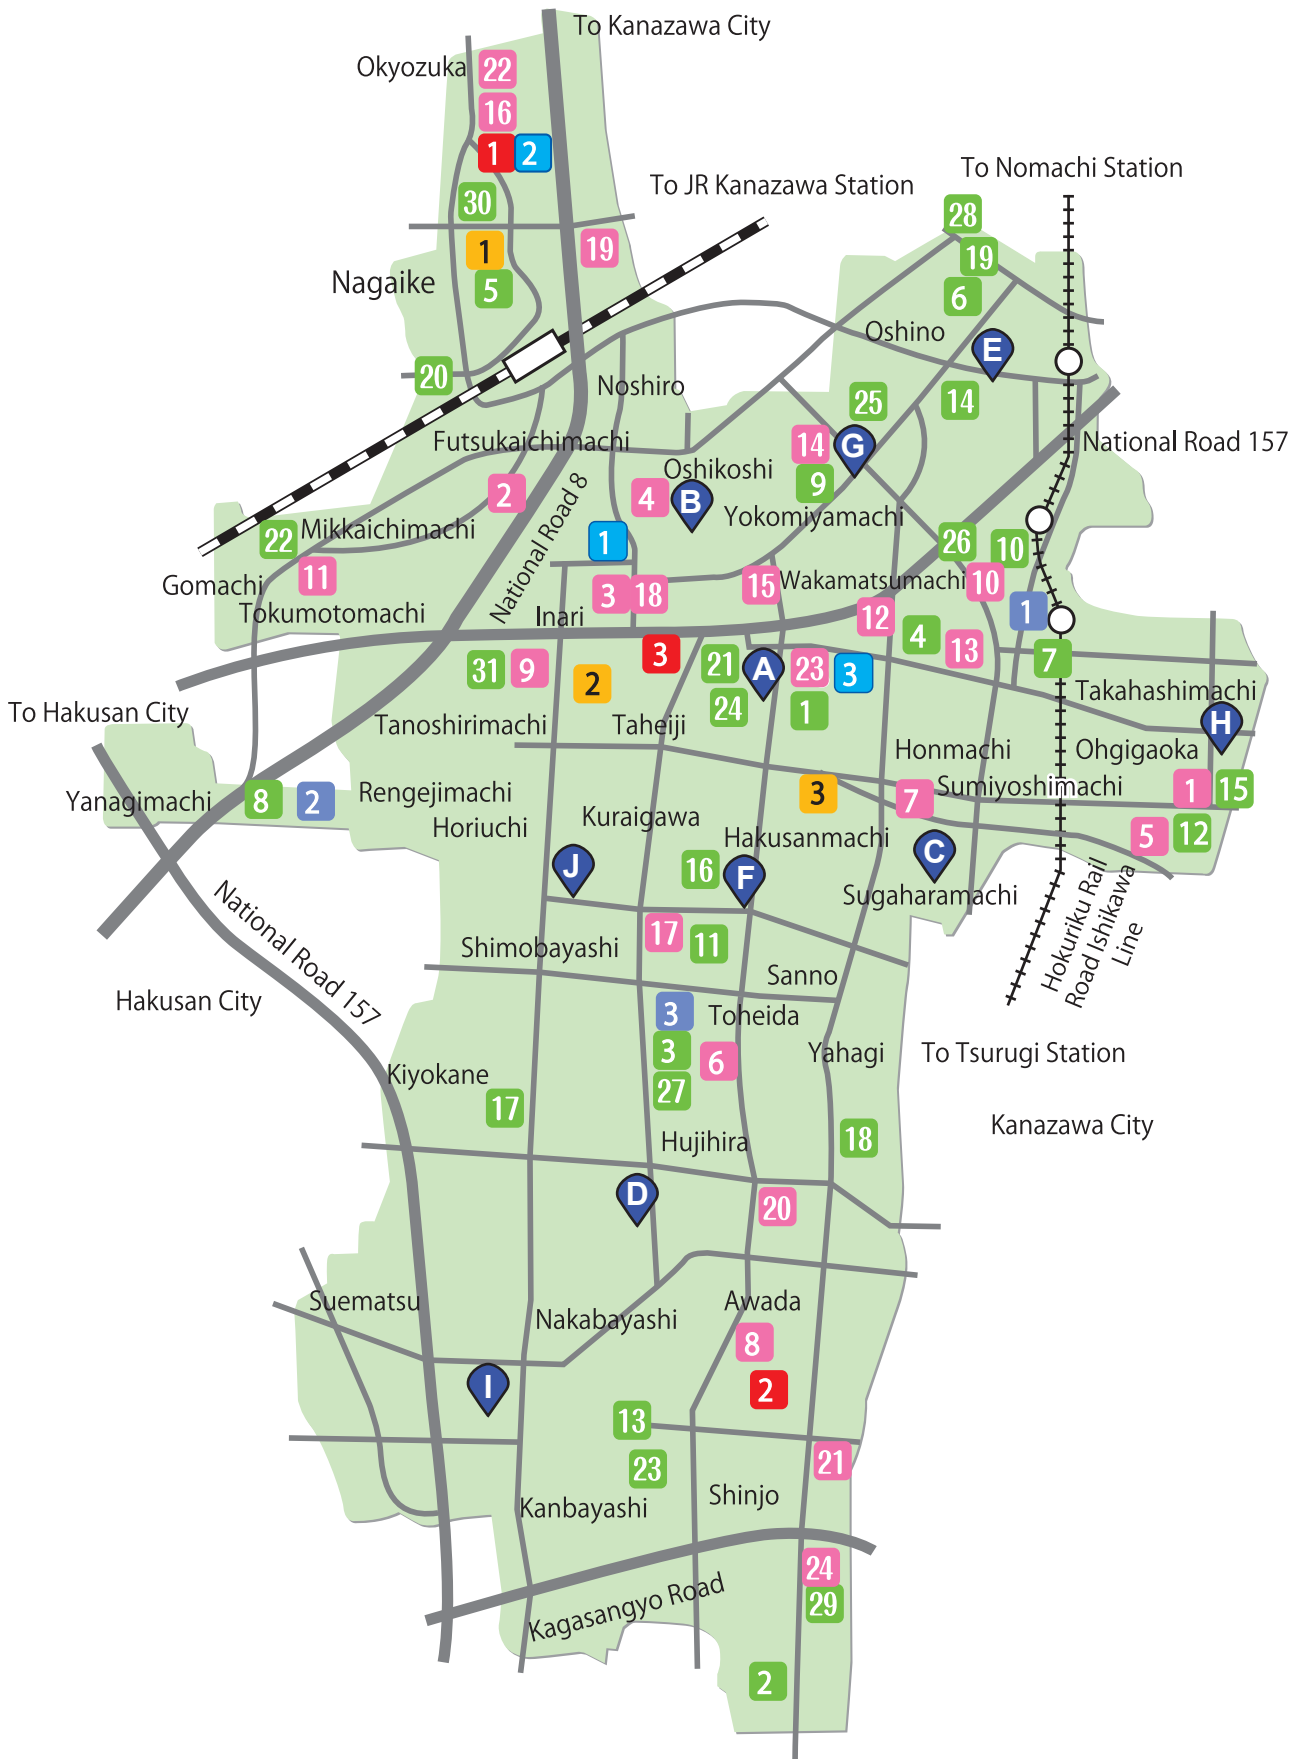 To Kanazawa City
Okyozuka
22
16
1
2
To JR Kanazawa Station
To Nomachi Station
30
28
1
19
19
Nagaike
5
6
Oshino
E
20
Noshiro
14
25
Futsukaichimachi
14
G
National Road 157
Oshikoshi
9
2
4
B
Yokomiyamachi
National Road 8
22
Mikkaichimachi
1
26
10
Gomachi
11
3
18
15
Wakamatsumachi
10
Tokumotomachi
Inari
12
1
4
13
31
9
3
21
A
23
3
7
2
24
1
Takahashimachi
To Hakusan City
Tanoshirimachi
Taheiji
H
Honmachi
Ohgigaoka
Yanagimachi
8
2
Rengejimachi
3
7
Sumiyoshimachi
1
15
Horiuchi
Kuraigawa
Hakusanmachi
5
12
J
16
F
C
Sugaharamachi
National Road 157
17
11
Shimobayashi
Sanno
Hokuriku Rail
Road Ishikawa
Line
Hakusan City
3
Toheida
3
6
Yahagi
To Tsurugi Station
Kiyokane
27
17
Kanazawa City
Hujihira
18
D
20
Suematsu
Nakabayashi
Awada
8
I
2
13
23
21
Kanbayashi
Shinjo
24
Kagasangyo Road
29
2